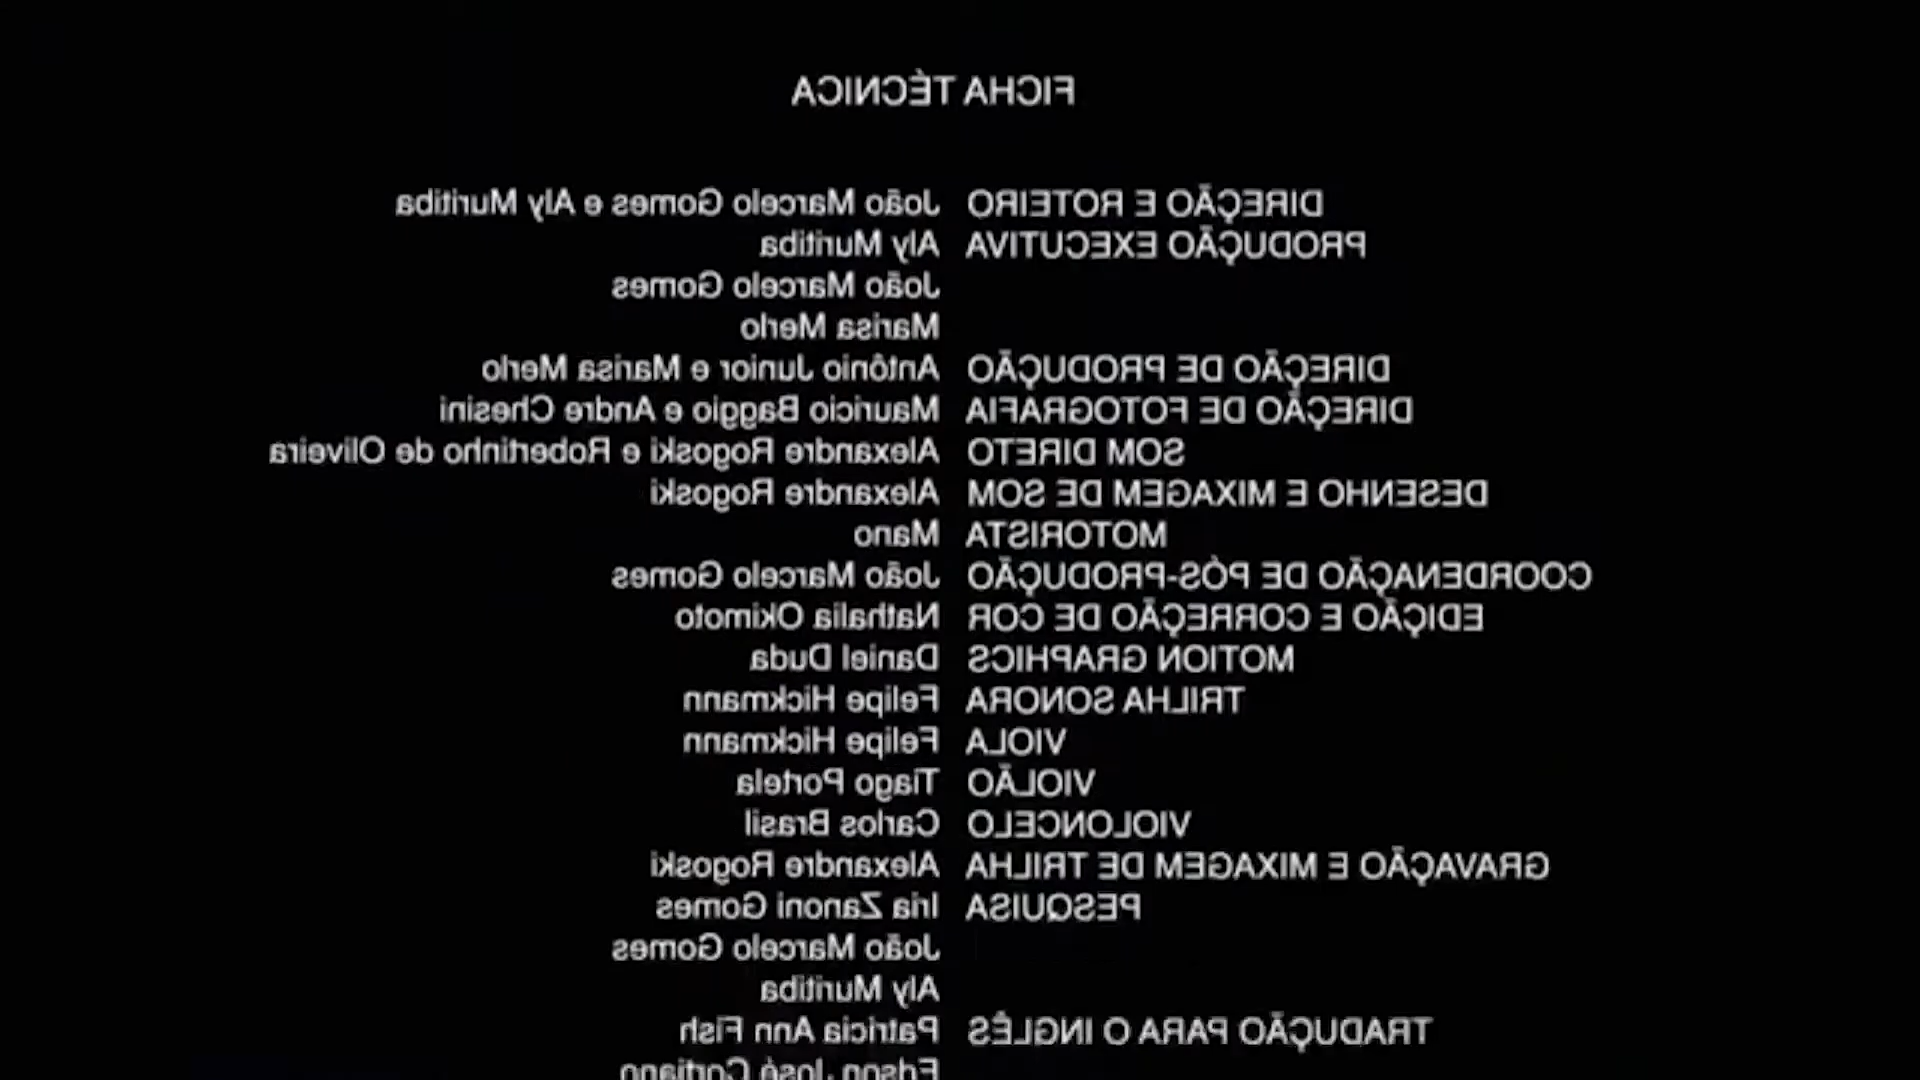 FICHA TÉCNICA
DIREÇÃO E ROTEIRO João Marcelo Gomes e Aly Muritiba
PRODUÇÃO EXECUTIVA Aly Muritiba
João Marcelo Gomes
Marisa Merlo
DIREÇÃO DE PRODUÇÃO Antônio Junior e Marisa Merlo
DIREÇÃO DE FOTOGRAFIA Mauricio Baggio e Andre Chesini
SOM DIRETO Alexandre Rogoski e Robertinho de Oliveira
DESENHO E MIXAGEM DE SOM Alexandre Rogoski
MOTORISTA Mano
COORDENAÇÃO DE PÓS-PRODUÇÃO João Marcelo Gomes
EDIÇÃO E CORREÇÃO DE COR Nathalia Okimoto
MOTION GRAPHICS Daniel Duda
TRILHA SONORA Felipe Hickmann
VIOLA Felipe Hickmann
VIOLÃO Tiago Portela
VIOLONCELO Carlos Brasil
GRAVAÇÃO E MIXAGEM DE TRILHA Alexandre Rogoski
PESQUISA Iria Zanoni Gomes
João Marcelo Gomes
Aly Muritiba
TRADUÇÃO PARA O INGLÊS Patricia Ann Fish
Edson José Cortiano